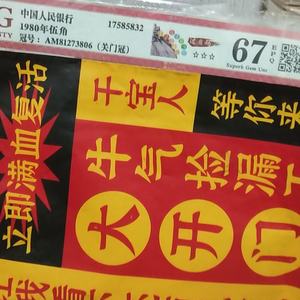 G 中国人民银行 17585832
1980年伍角
冠号：AM81273806 (关门冠)
67 EPQ
Superb Gem Unc
☆☆☆
立即满血复活
千宝人
等你来
牛气捡漏
大开门